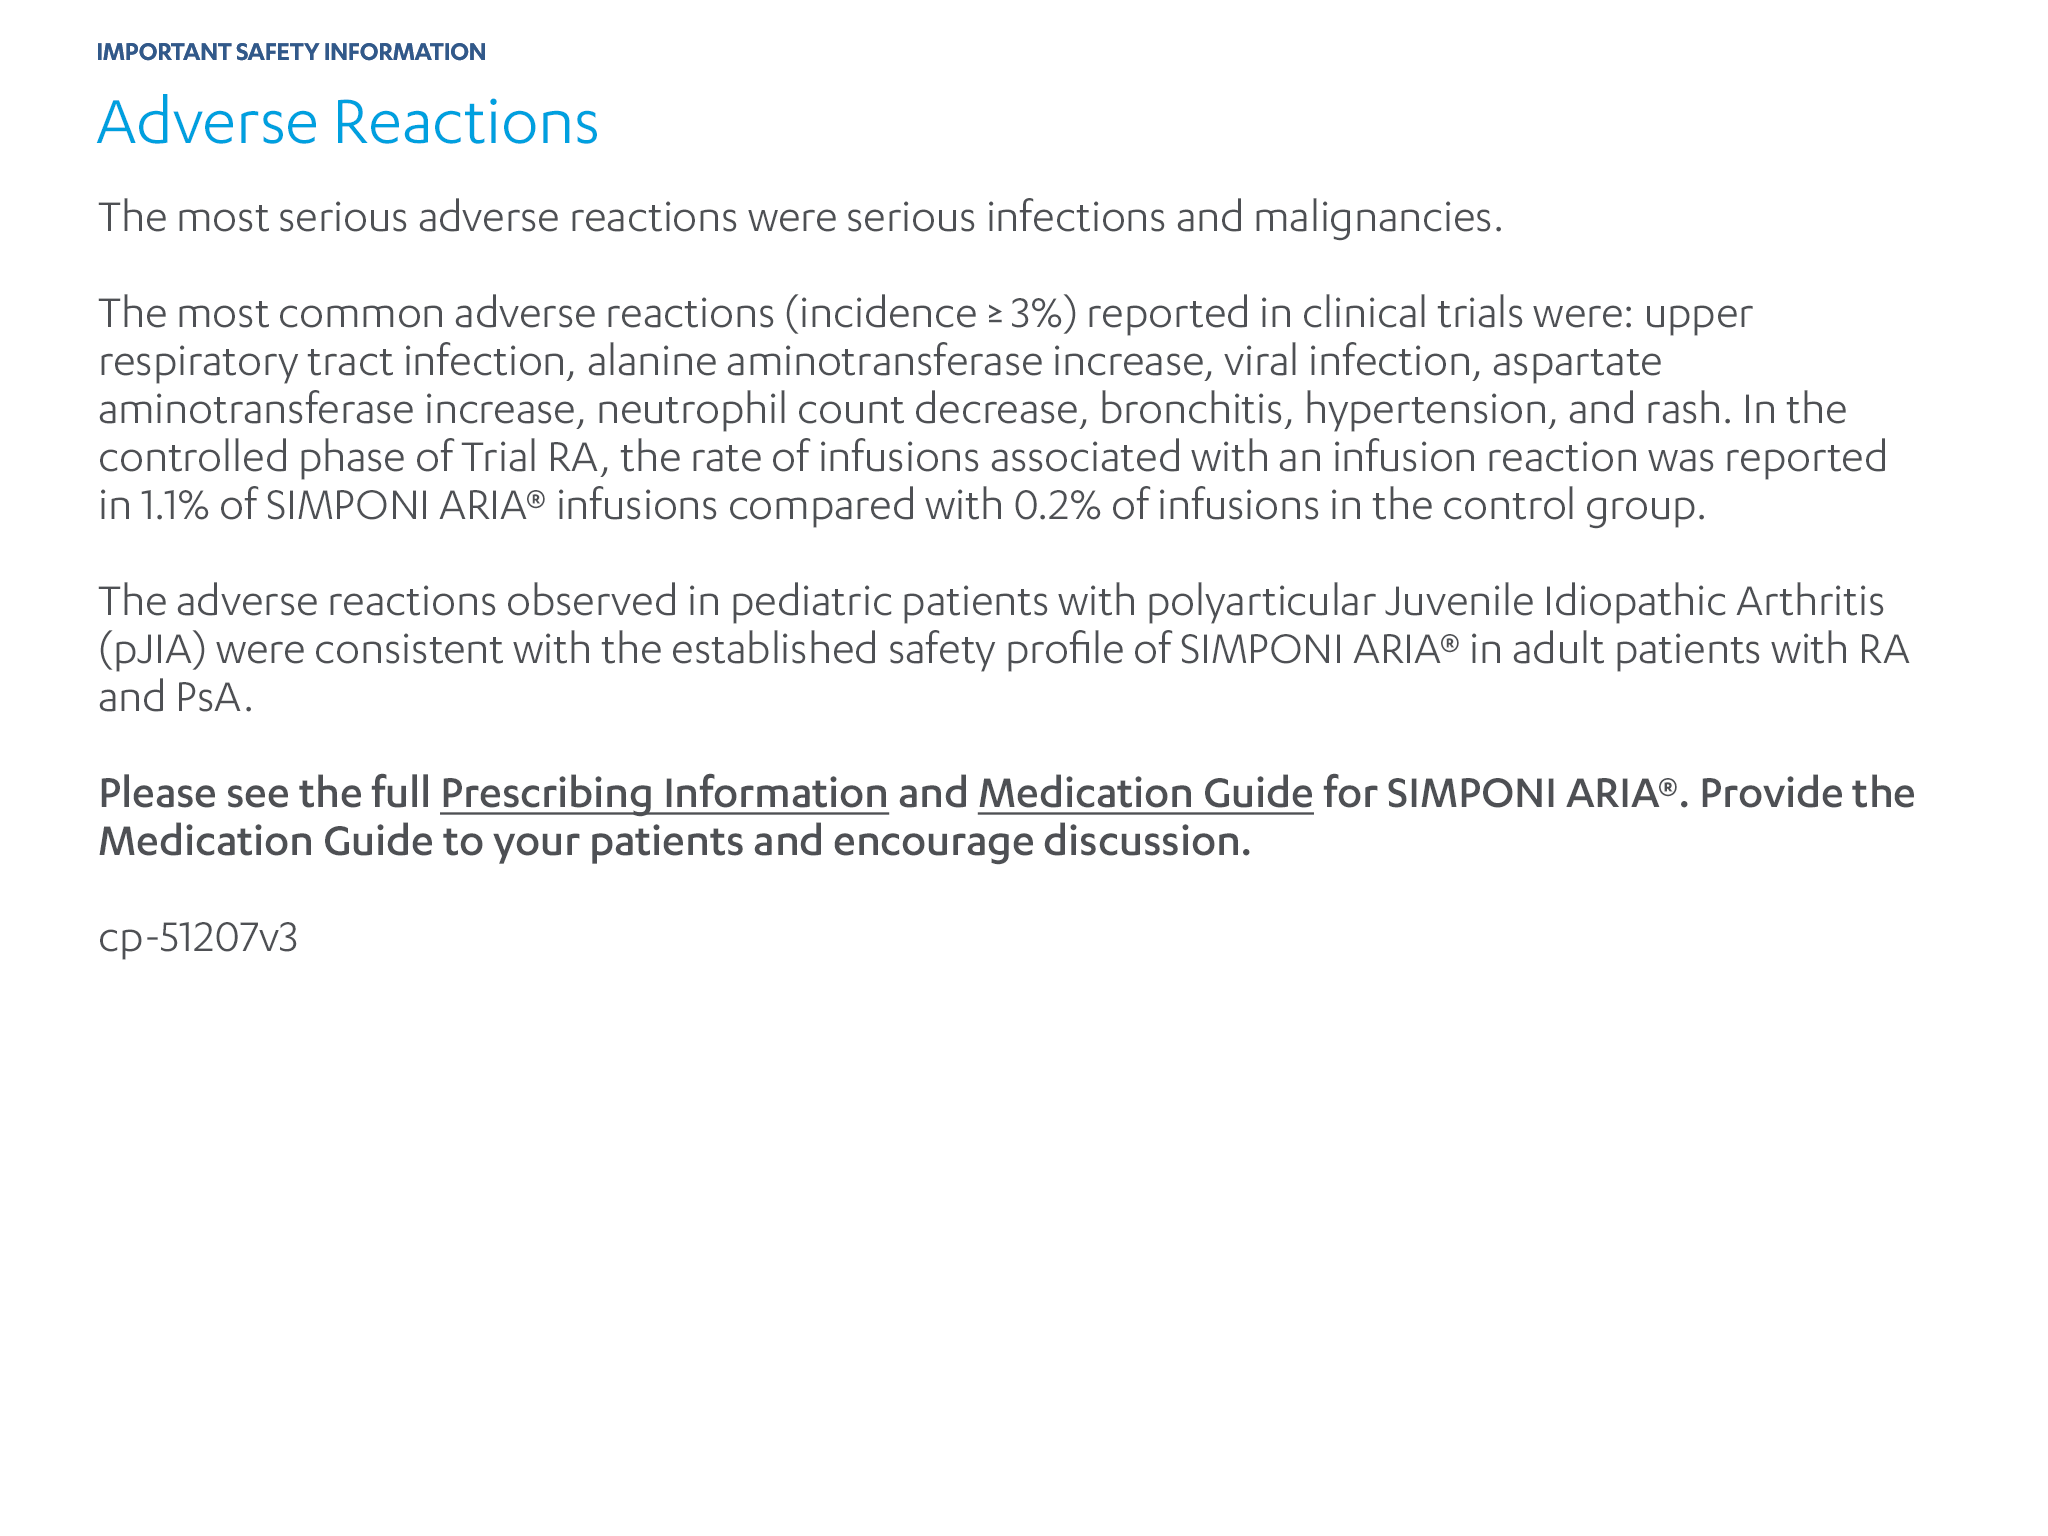 IMPORTANT SAFETY INFORMATION
Adverse Reactions
The most serious adverse reactions were serious infections and malignancies.
The most common adverse reactions (incidence ≥ 3%) reported in clinical trials were: upper
respiratory tract infection, alanine aminotransferase increase, viral infection, aspartate
aminotransferase increase, neutrophil count decrease, bronchitis, hypertension, and rash. In the
controlled phase of Trial RA, the rate of infusions associated with an infusion reaction was reported
in 1.1% of SIMPONI ARIA® infusions compared with 0.2% of infusions in the control group.
The adverse reactions observed in pediatric patients with polyarticular Juvenile Idiopathic Arthritis
(pJIA) were consistent with the established safety profile of SIMPONI ARIA® in adult patients with RA
and PsA.
Please see the full Prescribing Information and Medication Guide for SIMPONI ARIA®. Provide the
Medication Guide to your patients and encourage discussion.
cp-51207v3